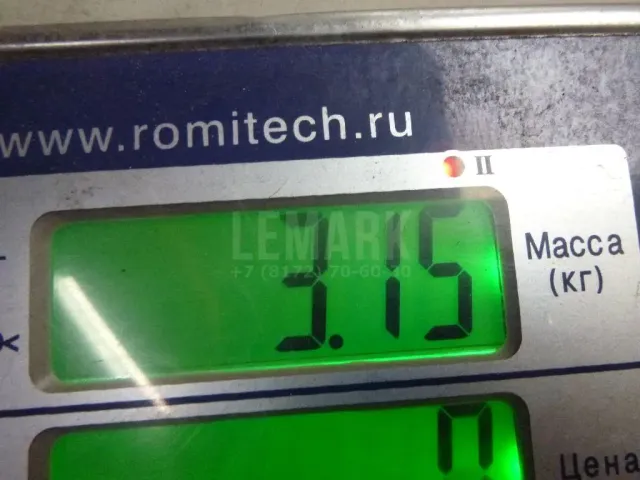 www.romitech.ru
II
LEMARK
3.15
Масса
(кг)
0
Цена